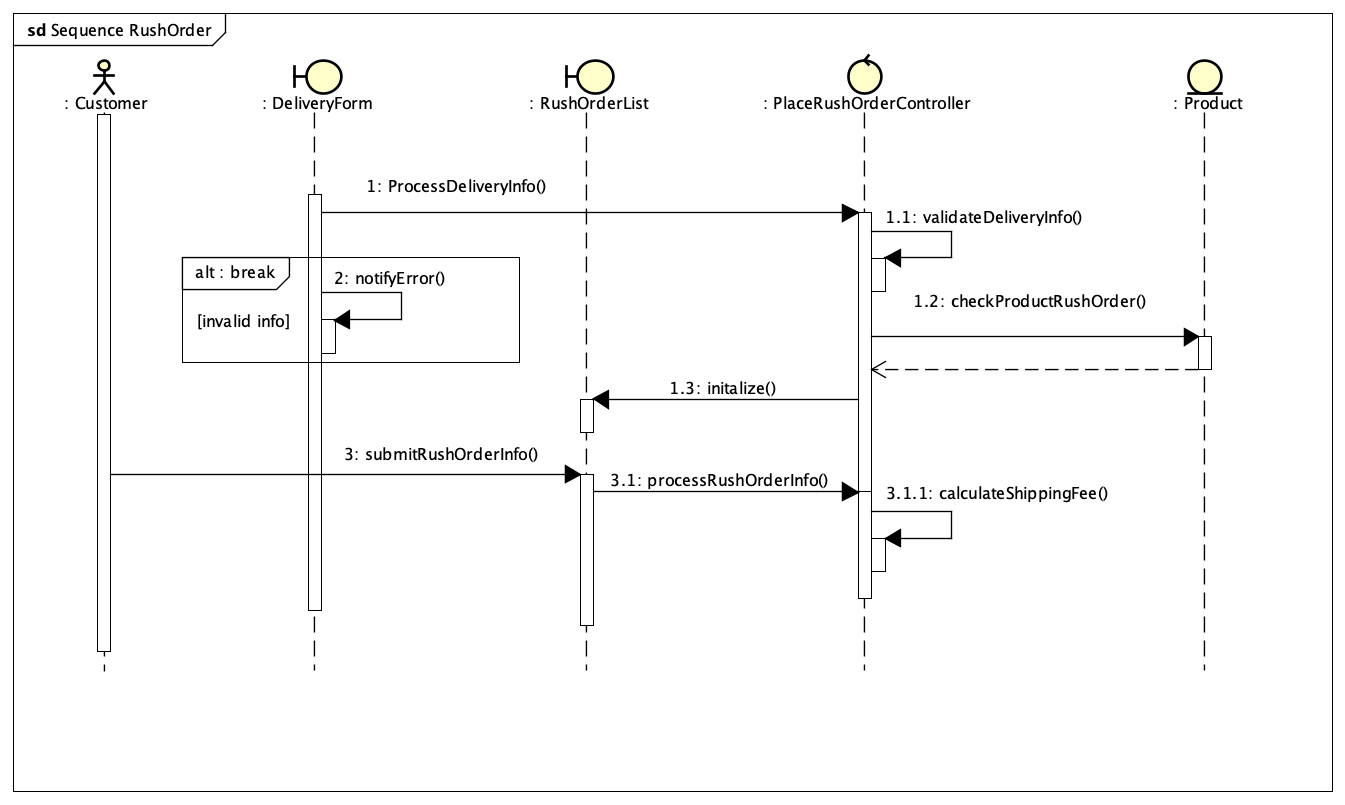 sd Sequence RushOrder
: Customer
: DeliveryForm
: RushOrderList
: PlaceRushOrderController
: Product
1: ProcessDeliveryInfo()
1.1: validateDeliveryInfo()
alt : break
2: notifyError()
[invalid info]
1.2: checkProductRushOrder()
1.3: initalize()
3: submitRushOrderInfo()
3.1: processRushOrderInfo()
3.1.1: calculateShippingFee()